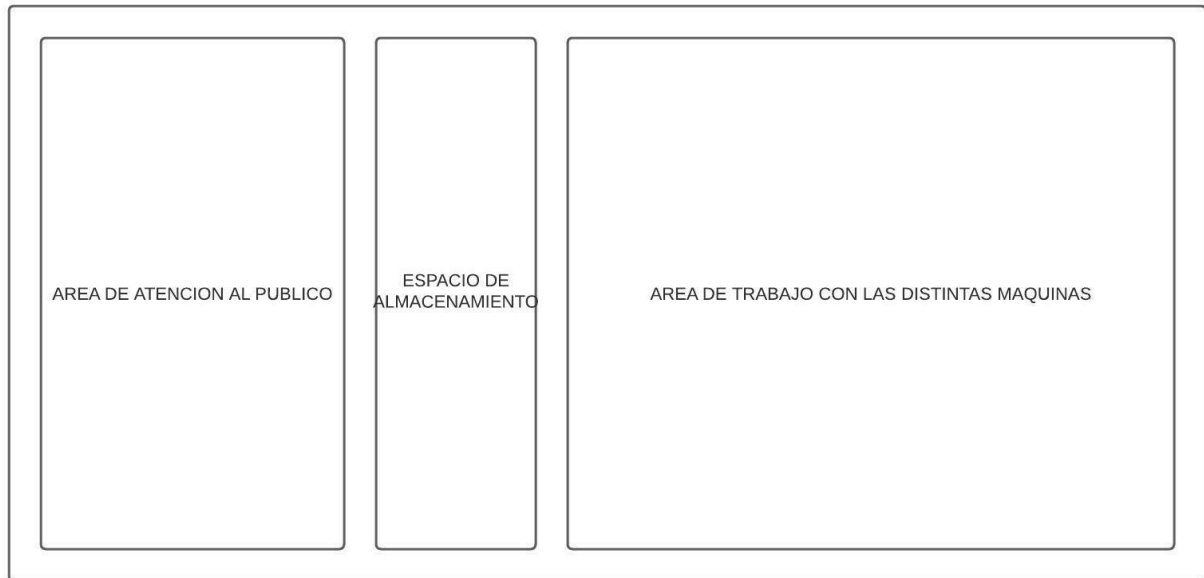 AREA DE ATENCION AL PUBLICO
ESPACIO DE
ALMACENAMIENTO
AREA DE TRABAJO CON LAS DISTINTAS MAQUINAS